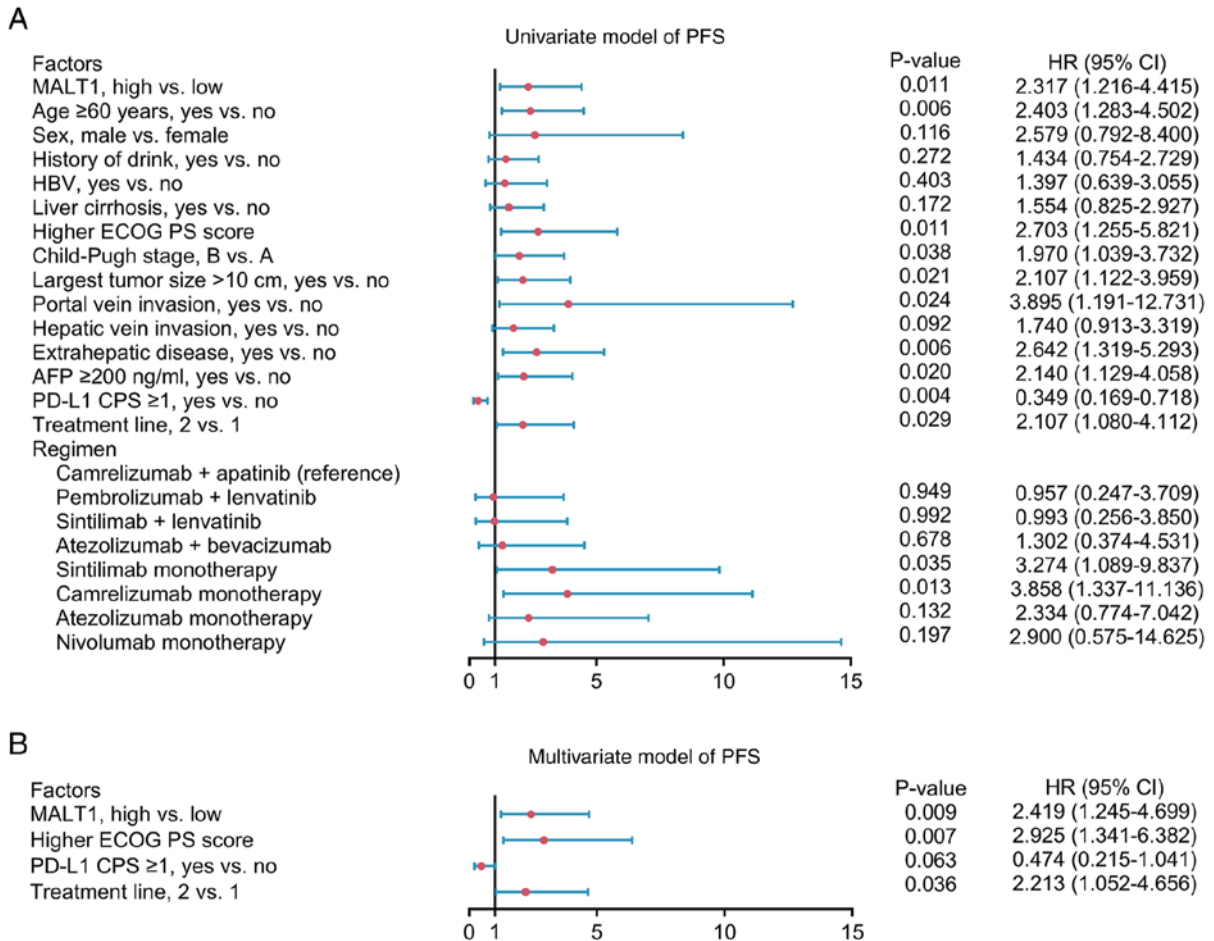 A
Univariate model of PFS
Factors P-value HR (95% CI)
MALT1, high vs. low 0.011 2.317 (1.216-4.415)
Age ≥60 years, yes vs. no 0.006 2.403 (1.283-4.502)
Sex, male vs. female 0.116 2.579 (0.792-8.400)
History of drink, yes vs. no 0.272 1.434 (0.754-2.729)
HBV, yes vs. no 0.403 1.397 (0.639-3.055)
Liver cirrhosis, yes vs. no 0.172 1.554 (0.825-2.927)
Higher ECOG PS score 0.011 2.703 (1.255-5.821)
Child-Pugh stage, B vs. A 0.038 1.970 (1.039-3.732)
Largest tumor size >10 cm, yes vs. no 0.021 2.107 (1.122-3.959)
Portal vein invasion, yes vs. no 0.024 3.895 (1.191-12.731)
Hepatic vein invasion, yes vs. no 0.092 1.740 (0.913-3.319)
Extrahepatic disease, yes vs. no 0.006 2.642 (1.319-5.293)
AFP ≥200 ng/ml, yes vs. no 0.020 2.140 (1.129-4.058)
PD-L1 CPS ≥1, yes vs. no 0.004 0.349 (0.169-0.718)
Treatment line, 2 vs. 1 0.029 2.107 (1.080-4.112)
Regimen
Camrelizumab + apatinib (reference)
Pembrolizumab + lenvatinib 0.949 0.957 (0.247-3.709)
Sintilimab + lenvatinib 0.992 0.993 (0.256-3.850)
Atezolizumab + bevacizumab 0.678 1.302 (0.374-4.531)
Sintilimab monotherapy 0.035 3.274 (1.089-9.837)
Camrelizumab monotherapy 0.013 3.858 (1.337-11.136)
Atezolizumab monotherapy 0.132 2.334 (0.774-7.042)
Nivolumab monotherapy 0.197 2.900 (0.575-14.625)
0 1 5 10 15
B
Multivariate model of PFS
Factors P-value HR (95% CI)
MALT1, high vs. low 0.009 2.419 (1.245-4.699)
Higher ECOG PS score 0.007 2.925 (1.341-6.382)
PD-L1 CPS ≥1, yes vs. no 0.063 0.474 (0.215-1.041)
Treatment line, 2 vs. 1 0.036 2.213 (1.052-4.656)
0 1 5 10 15